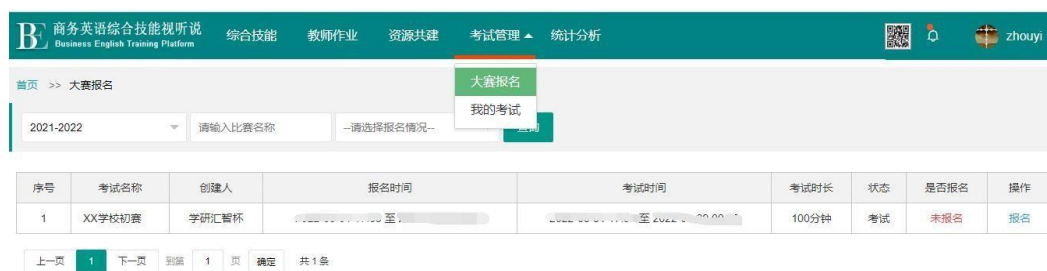 商务英语综合技能视听说 综合技能 教师作业 资源共建 考试管理 统计分析 zhouyi
Business English Training Platform
首页 >> 大赛报名
大赛报名
我的考试
2021-2022 请输入比赛名称 --请选择报名情况-- 查询
序号 考试名称 创建人 报名时间 考试时间 考试时长 状态 是否报名 操作
1 XX学校初赛 学研汇智杯 至 至 100分钟 考试 未报名 报名
上一页 1 下一页 到第 1 页 确定 共1条